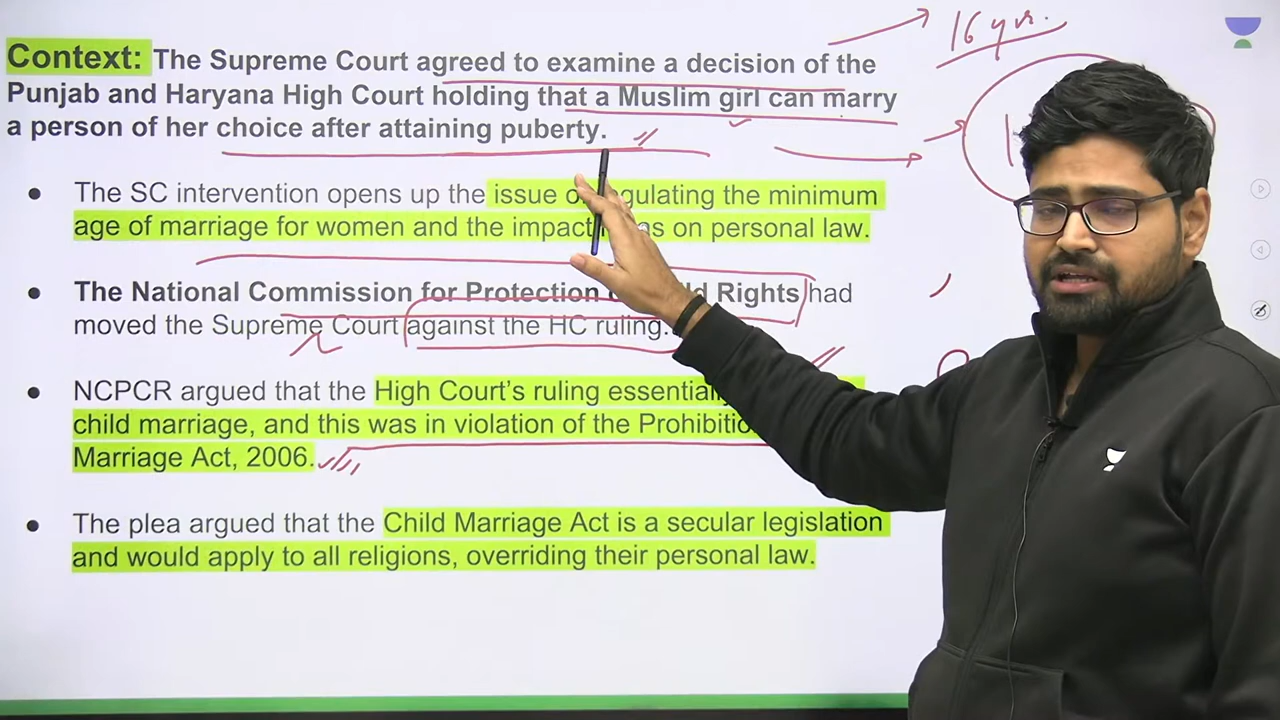 16 yr.
Context: The Supreme Court agreed to examine a decision of the
Punjab and Haryana High Court holding that a Muslim girl can marry
a person of her choice after attaining puberty.
● The SC intervention opens up the issue regulating the minimum
age of marriage for women and the impact on personal law.
● The National Commission for Protection Rights had
moved the Supreme Court against the HC ruling.
● NCPCR argued that the High Court's ruling essentially
child marriage, and this was in violation of the Prohibition
Marriage Act, 2006.
● The plea argued that the Child Marriage Act is a secular legislation
and would apply to all religions, overriding their personal law.